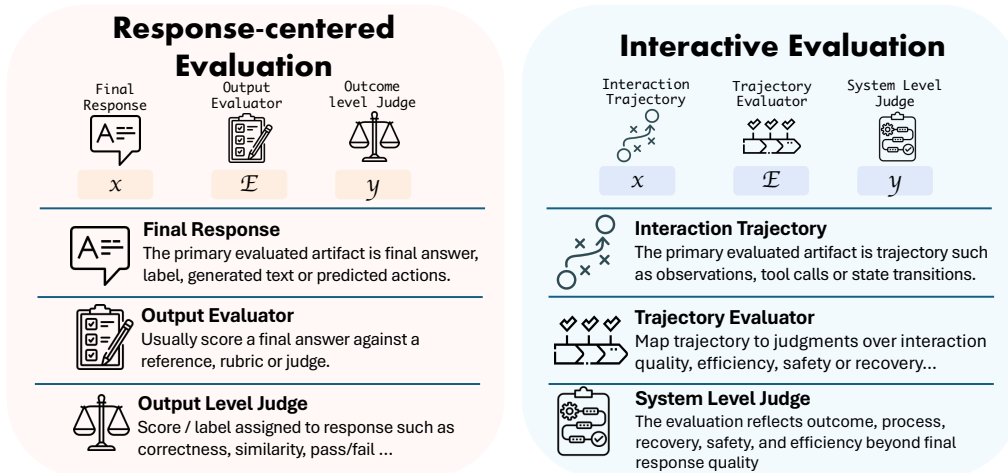 Response-centered
Evaluation
Final
Response
Output
Evaluator
Outcome
level Judge
A
x
E
y
Final Response
The primary evaluated artifact is final answer,
label, generated text or predicted actions.
A
Output Evaluator
Usually score a final answer against a
reference, rubric or judge.
Output Level Judge
Score / label assigned to response such as
correctness, similarity, pass/fail ...
Interactive Evaluation
Interaction
Trajectory
Trajectory
Evaluator
System Level
Judge
x
E
y
Interaction Trajectory
The primary evaluated artifact is trajectory such
as observations, tool calls or state transitions.
Trajectory Evaluator
Map trajectory to judgments over interaction
quality, efficiency, safety or recovery...
System Level Judge
The evaluation reflects outcome, process,
recovery, safety, and efficiency beyond final
response quality